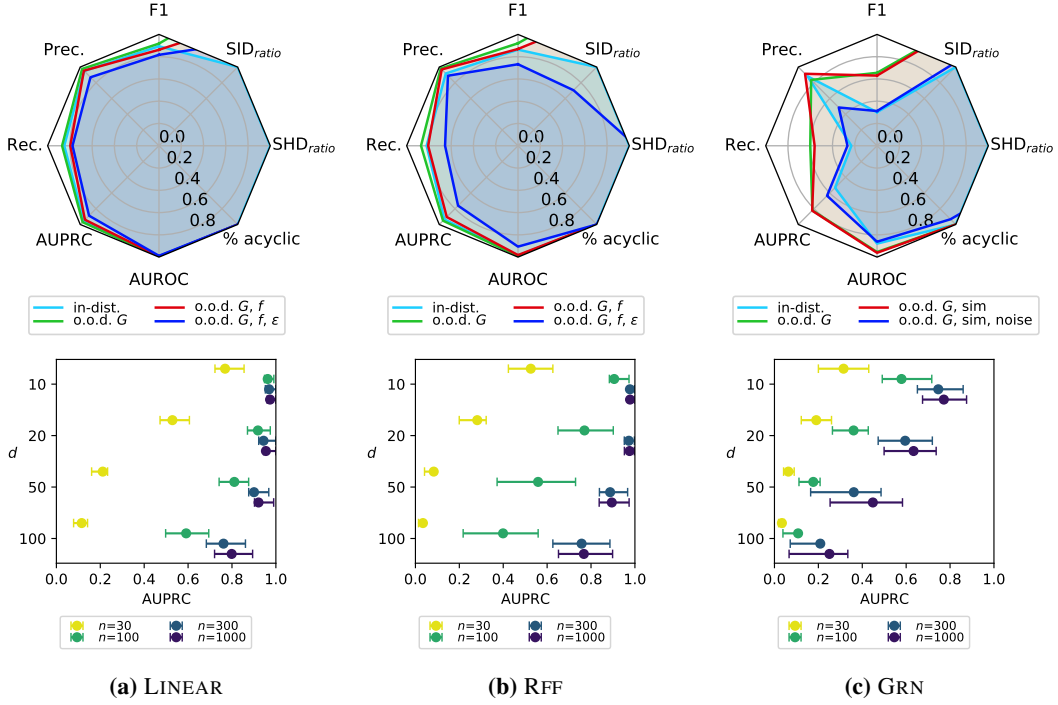 F1
Prec.
SID_ratio
Rec.
0.0
0.2
0.4
0.6
0.8
SHD_ratio
AUPRC
% acyclic
AUROC
in-dist.
o.o.d. G
o.o.d. G, f
o.o.d. G, f, ε
F1
Prec.
SID_ratio
Rec.
0.0
0.2
0.4
0.6
0.8
SHD_ratio
AUPRC
% acyclic
AUROC
in-dist.
o.o.d. G
o.o.d. G, f
o.o.d. G, f, ε
F1
Prec.
SID_ratio
Rec.
0.0
0.2
0.4
0.6
0.8
SHD_ratio
AUPRC
% acyclic
AUROC
in-dist.
o.o.d. G
o.o.d. G, sim
o.o.d. G, sim, noise
10
20
d
50
100
0.0 0.2 0.4 0.6 0.8 1.0
AUPRC
n=30
n=100
n=300
n=1000
10
20
d
50
100
0.0 0.2 0.4 0.6 0.8 1.0
AUPRC
n=30
n=100
n=300
n=1000
10
20
d
50
100
0.0 0.2 0.4 0.6 0.8 1.0
AUPRC
n=30
n=100
n=300
n=1000
(a) LINEAR
(b) RFF
(c) GRN